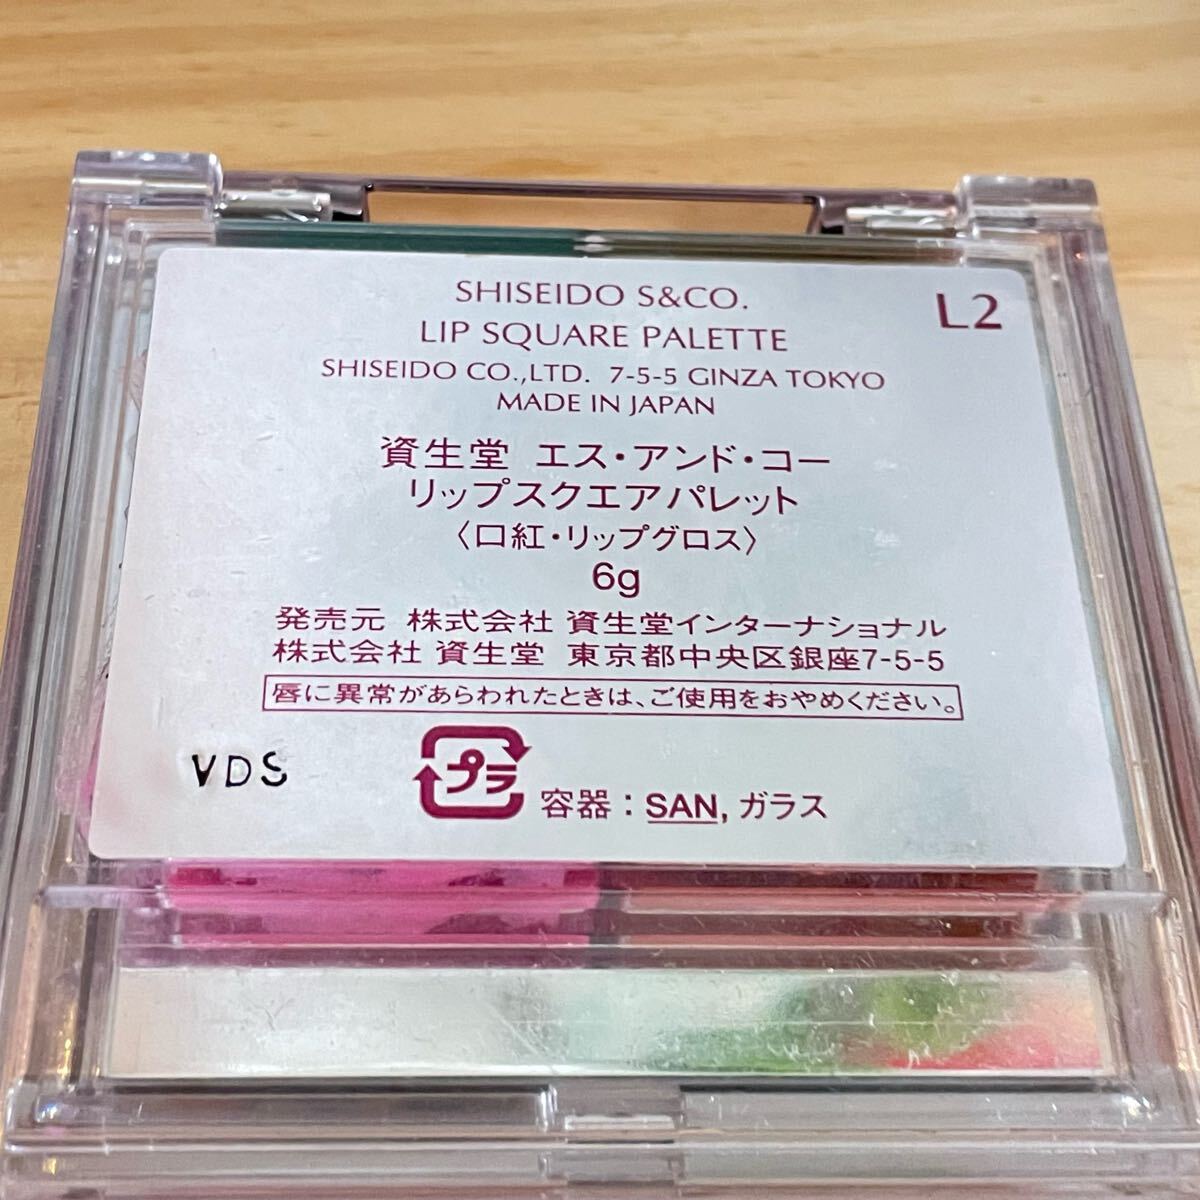 SHISEIDO S&CO.
L2
LIP SQUARE PALETTE
SHISEIDO CO.,LTD. 7-5-5 GINZA TOKYO
MADE IN JAPAN
資生堂 エス・アンド・コー
リップスクエアパレット
〈口紅・リップグロス〉
6g
発売元 株式会社 資生堂インターナショナル
株式会社 資生堂 東京都中央区銀座7-5-5
唇に異常があらわれたときは、ご使用をおやめください。
VDS
プラ
容器：SAN, ガラス